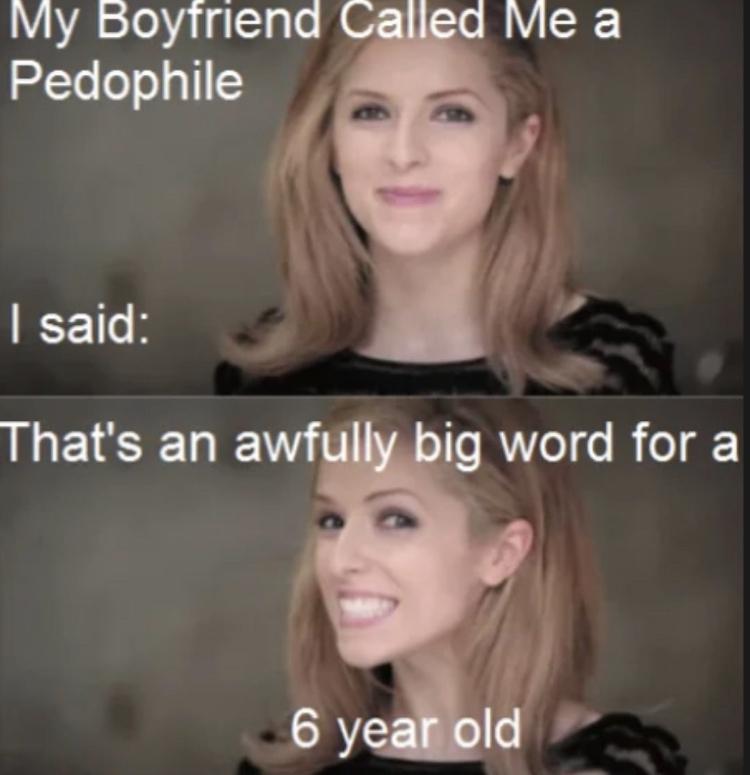 My Boyfriend Called Me a
Pedophile
I said:
That's an awfully big word for a
6 year old